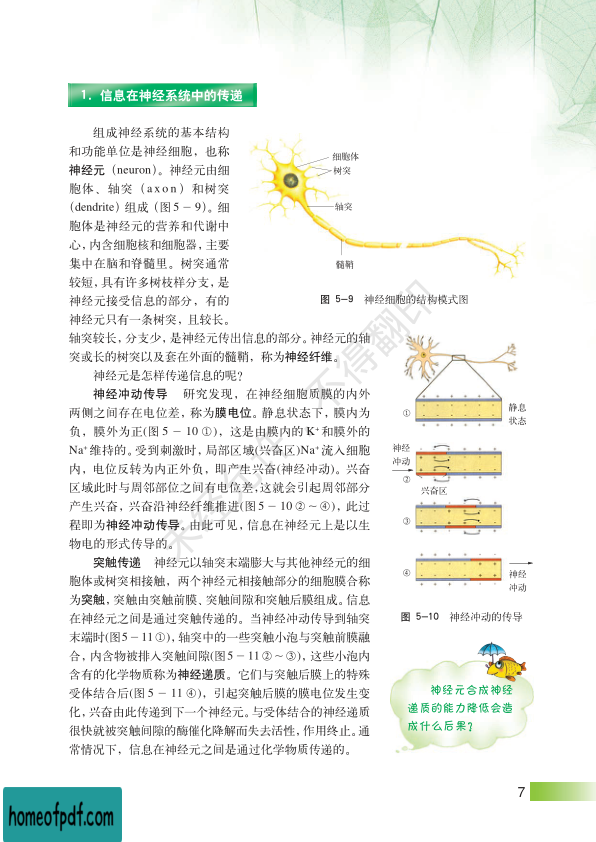 1. 信息在神经系统中的传递
组成神经系统的基本结构
和功能单位是神经细胞，也称
神经元（neuron）。神经元由细
胞体、轴突（axon）和树突
（dendrite）组成（图5－9）。细
胞体是神经元的营养和代谢中
心，内含细胞核和细胞器，主要
集中在脑和脊髓里。树突通常
较短，具有许多树枝样分支，是
神经元接受信息的部分，有的
神经元只有一条树突，且较长。
轴突较长，分支少，是神经元传出信息的部分。神经元的轴
突或长的树突以及套在外面的髓鞘，称为神经纤维。
神经元是怎样传递信息的呢？
神经冲动传导 研究发现，在神经细胞质膜的内外
两侧之间存在电位差，称为膜电位。静息状态下，膜内为
负，膜外为正（图5－10①），这是由膜内的K⁺和膜外的
Na⁺维持的。受到刺激时，局部区域（兴奋区）Na⁺流入细胞
内，电位反转为内正外负，即产生兴奋（神经冲动）。兴奋
区域此时与周邻部位之间有电位差，这就会引起周邻部分
产生兴奋，兴奋沿神经纤维推进（图5－10②～④），此过
程即为神经冲动传导。由此可见，信息在神经元上是以生
物电的形式传导的。
突触传递 神经元以轴突末端膨大与其他神经元的细
胞体或树突相接触，两个神经元相接触部分的细胞膜合称
为突触，突触由突触前膜、突触间隙和突触后膜组成。信息
在神经元之间是通过突触传递的。当神经冲动传导到轴突
末端时（图5－11①），轴突中的一些突触小泡与突触前膜融
合，内含物被排入突触间隙（图5－11②～③），这些小泡内
含有的化学物质称为神经递质。它们与突触后膜上的特殊
受体结合后（图5－11④），引起突触后膜的膜电位发生变
化，兴奋由此传递到下一个神经元。与受体结合的神经递质
很快就被突触间隙的酶催化降解而失去活性，作用终止。通
常情况下，信息在神经元之间是通过化学物质传递的。
细胞体
树突
轴突
髓鞘
图 5－9 神经细胞的结构模式图
①
静息
状态
神经
冲动
②
兴奋区
③
④
神经
冲动
图 5－10 神经冲动的传导
神经元合成神经
递质的能力降低会造
成什么后果？
7
不得翻印
homeofpdf.com